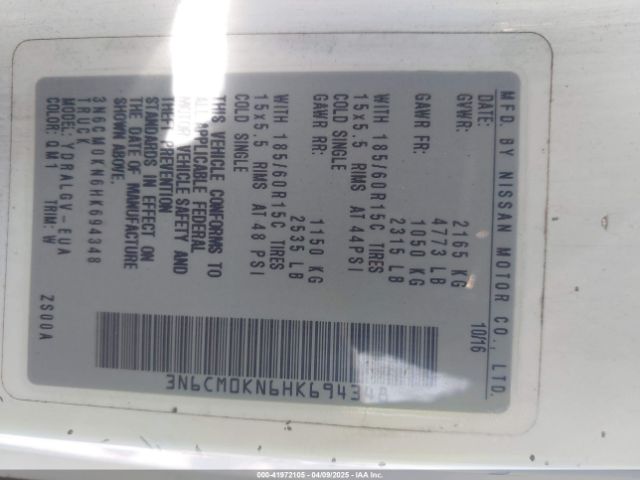 MFD. BY NISSAN MOTOR CO., LTD.
DATE: 10/16
GVWR: 2165 KG
4773 LB
GAWR FR: 1050 KG
2315 LB
WITH 185/60R15C TIRES
15x5.5 RIMS AT 44PSI
COLD SINGLE
GAWR RR: 1150 KG
2535 LB
WITH 185/60R15C TIRES
15x5.5 RIMS AT 48 PSI
COLD SINGLE
THIS VEHICLE CONFORMS TO
ALL APPLICABLE FEDERAL
MOTOR VEHICLE SAFETY AND
THEFT PREVENTION
STANDARDS IN EFFECT ON
THE DATE OF MANUFACTURE
SHOWN ABOVE.
3N6CM0KN6HK694348
TRUCK
MODEL: YDRALGV-EUA
COLOR: QM1 TRIM: W
ZS00A
3N6CM0KN6HK694348
000-41972105 - 04/09/2025 - IAA Inc.